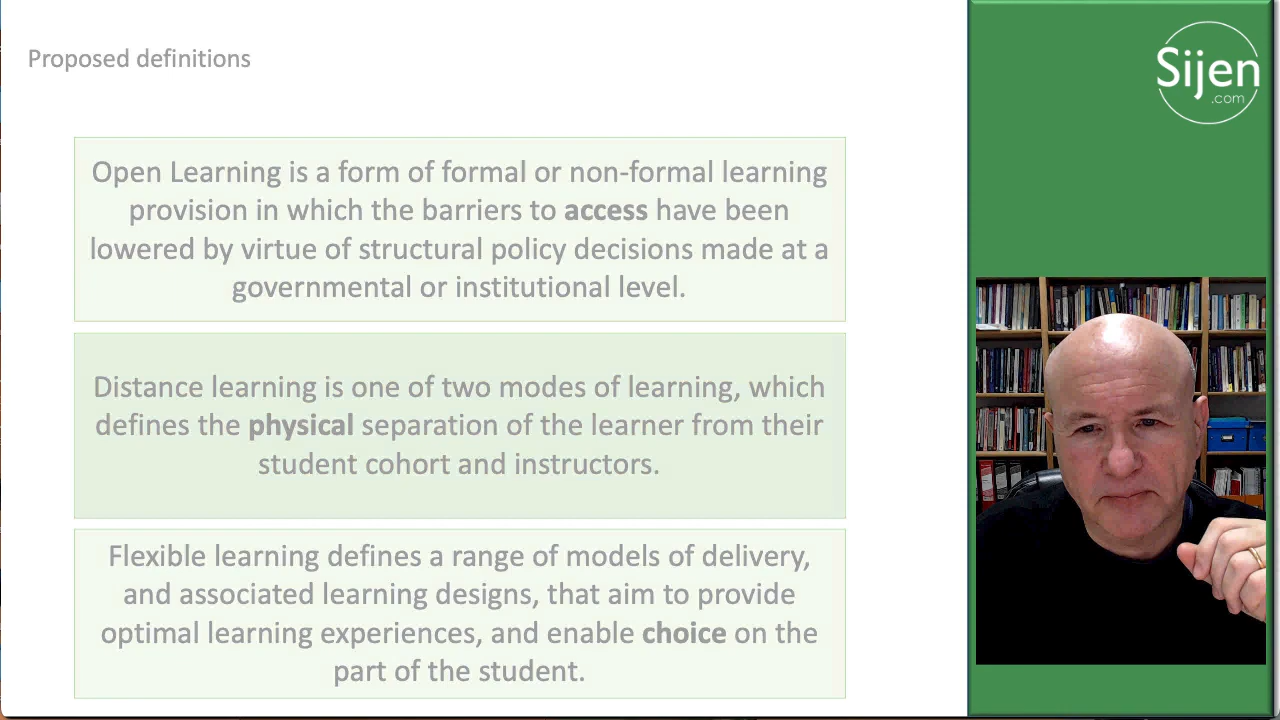 Proposed definitions
Open Learning is a form of formal or non-formal learning
provision in which the barriers to access have been
lowered by virtue of structural policy decisions made at a
governmental or institutional level.
Distance learning is one of two modes of learning, which
defines the physical separation of the learner from their
student cohort and instructors.
Flexible learning defines a range of models of delivery,
and associated learning designs, that aim to provide
optimal learning experiences, and enable choice on the
part of the student.
Sijen
.com